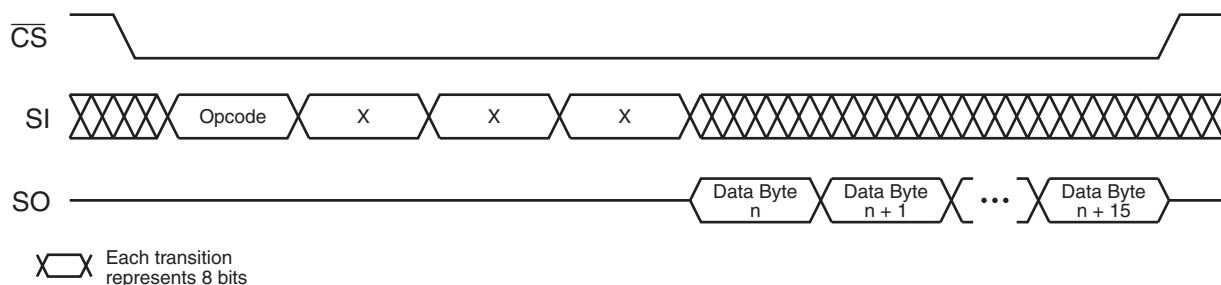 CS
SI
Opcode
X
X
X
SO
Data Byte
n
Data Byte
n + 1
•••
Data Byte
n + 15
Each transition
represents 8 bits